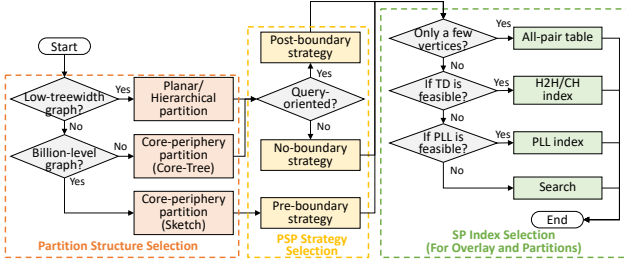 Start
Low-treewidth
graph?
Yes
No
Planar/
Hierarchical
partition
Billion-level
graph?
No
Yes
Core-periphery
partition
(Core-Tree)
Core-periphery
partition
(Sketch)
Partition Structure Selection
Post-boundary
strategy
Yes
Query-
oriented?
No
No-boundary
strategy
Pre-boundary
strategy
PSP Strategy
Selection
Only a few
vertices?
Yes
All-pair table
No
If TD is
feasible?
Yes
H2H/CH
index
No
If PLL is
feasible?
Yes
PLL index
No
Search
End
SP Index Selection
(For Overlay and Partitions)